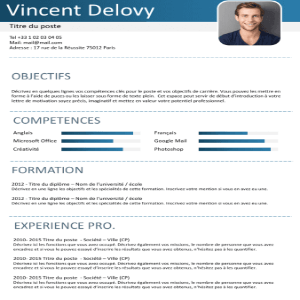 Vincent Delovy
Titre du poste
Tel +33 1 02 03 04 05
Mail: mail@mail.com
Adresse : 17 rue de la Réussite 75012 Paris
OBJECTIFS
Décrivez en quelques lignes vos compétences clés pour le poste et vos objectifs de carrière. Vous pouvez les mettre en
forme à l'aide de puces ou les laisser sous forme de texte plein. Cet espace peut servir de début d'introduction à votre
lettre de motivation soyez précis, imaginatif et mettez en valeur votre potentiel professionnel.
COMPETENCES
Anglais
Français
Microsoft Office
Google Mail
Créativité
Photoshop
FORMATION
2012 - Titre du diplôme – Nom de l'université / école
Décrivez en une ligne les objectifs et les spécialités de cette formation. Inscrivez votre mention si vous en avez une.
2012 - Titre du diplôme – Nom de l'université / école
Décrivez en une ligne les objectifs et les spécialités de cette formation. Inscrivez votre mention si vous en avez une.
EXPERIENCE PRO.
2010- 2015 Titre du poste - Société – Ville (CP)
Décrivez ici les fonctions que vous avez occupé. Décrivez également vos missions, le nombre de personne que vous avez
encadrez et si vous le pouvez essayez d'inscrire les résultats que vous avez obtenus, n'hésitez pas à les quantifier.
2010- 2015 Titre du poste - Société – Ville (CP)
Décrivez ici les fonctions que vous avez occupé. Décrivez également vos missions, le nombre de personne que vous avez
encadrez et si vous le pouvez essayez d'inscrire les résultats que vous avez obtenus, n'hésitez pas à les quantifier.
2010- 2015 Titre du poste - Société – Ville (CP)
Décrivez ici les fonctions que vous avez occupé. Décrivez également vos missions, le nombre de personne que vous avez
encadrez et si vous le pouvez essayez d'inscrire les résultats que vous avez obtenus, n'hésitez pas à les quantifier.